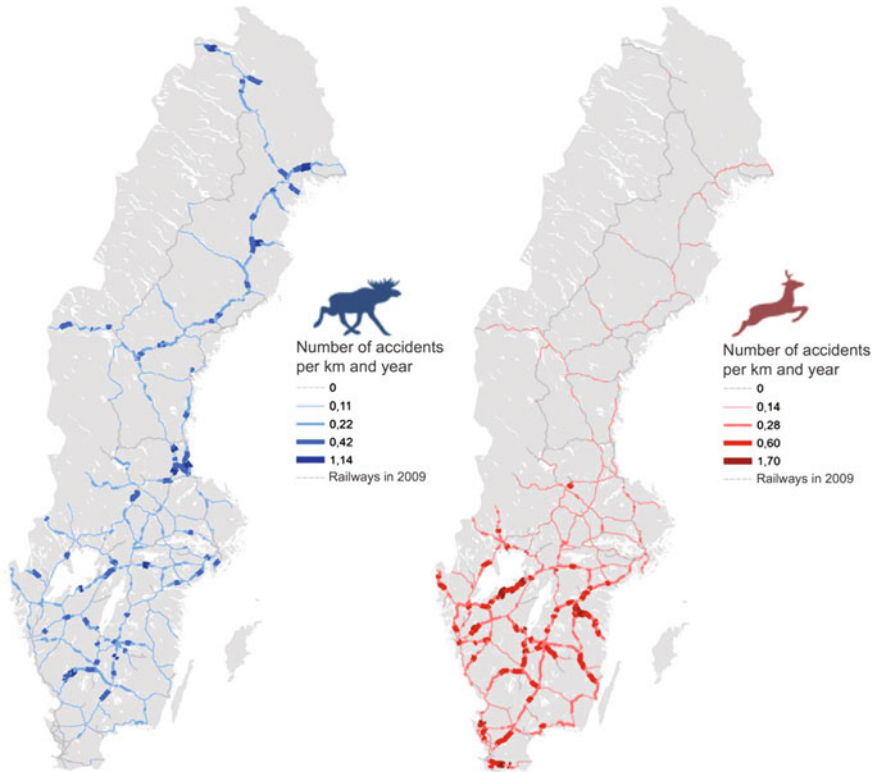 Number of accidents
per km and year
0
0,11
0,22
0,42
1,14
Railways in 2009
Number of accidents
per km and year
0
0,14
0,28
0,60
1,70
Railways in 2009